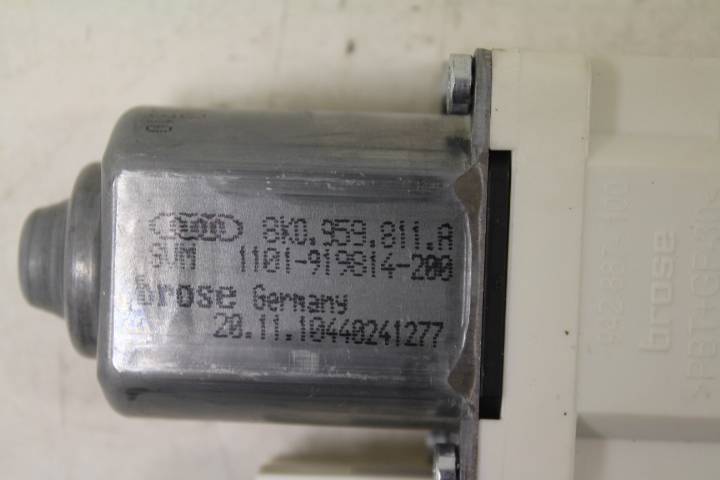 8K0.959.811.A
SVM 1101-919814-200
brose Germany
20.11.10440241277
brose